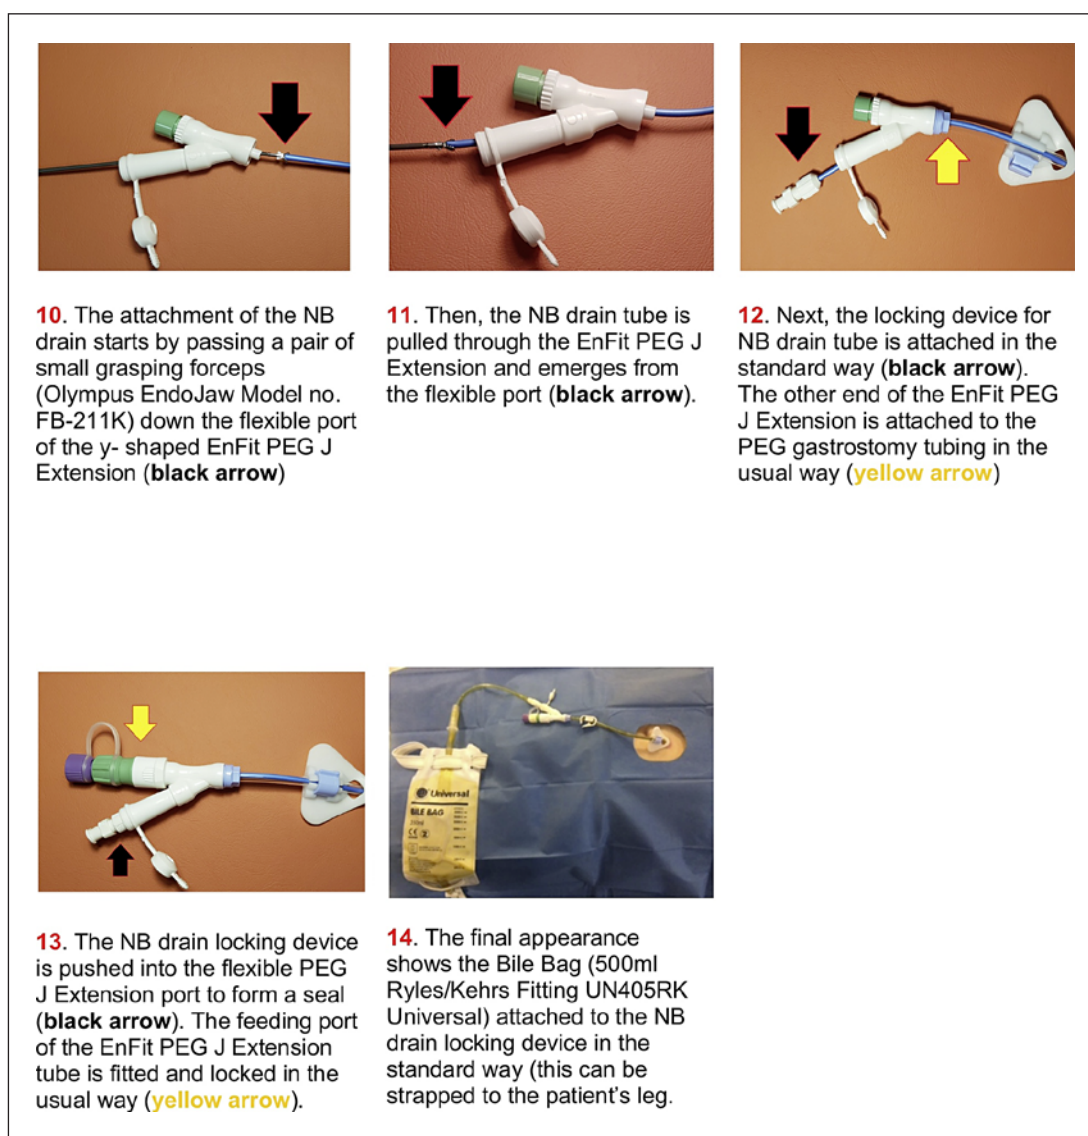 10. The attachment of the NB
drain starts by passing a pair of
small grasping forceps
(Olympus EndoJaw Model no.
FB-211K) down the flexible port
of the y- shaped EnFit PEG J
Extension (black arrow)
11. Then, the NB drain tube is
pulled through the EnFit PEG J
Extension and emerges from
the flexible port (black arrow).
12. Next, the locking device for
NB drain tube is attached in the
standard way (black arrow).
The other end of the EnFit PEG
J Extension is attached to the
PEG gastrostomy tubing in the
usual way (yellow arrow)
Universal
BILE BAG
13. The NB drain locking device
is pushed into the flexible PEG
J Extension port to form a seal
(black arrow). The feeding port
of the EnFit PEG J Extension
tube is fitted and locked in the
usual way (yellow arrow).
14. The final appearance
shows the Bile Bag (500ml
Ryles/Kehrs Fitting UN405RK
Universal) attached to the NB
drain locking device in the
standard way (this can be
strapped to the patient's leg.